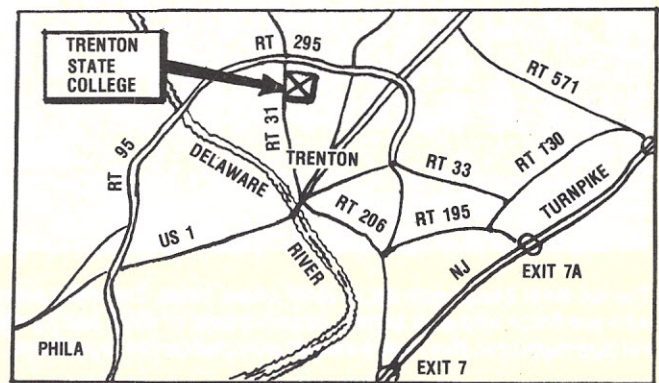 TRENTON
STATE
COLLEGE
RT 295
RT 571
RT 31
RT 130
RT 95
DELAWARE
TRENTON
RT 33
TURNPIKE
RT 206
RT 195
US 1
RIVER
NJ
EXIT 7A
PHILA
EXIT 7